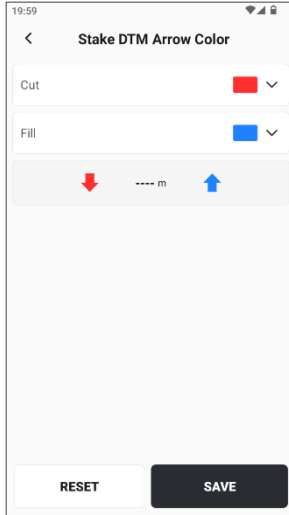 19:59
Stake DTM Arrow Color
Cut
Fill
---- m
RESET
SAVE